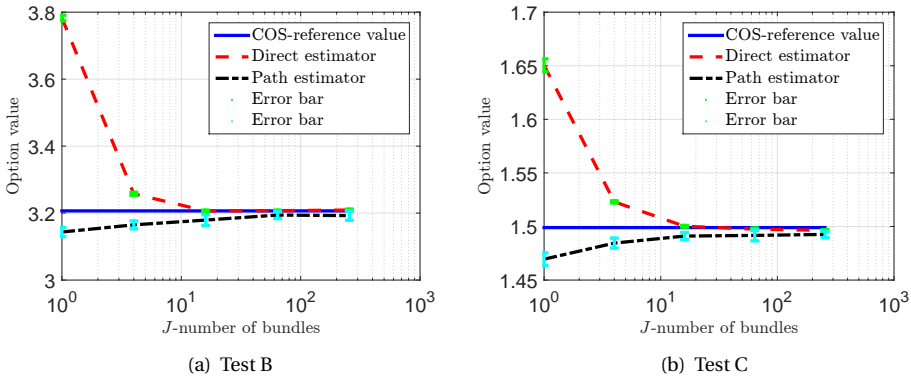 3.8
3.6
3.4
3.2
3
Option value
COS-reference value
Direct estimator
Path estimator
Error bar
Error bar
10^0
10^1
10^2
10^3
J-number of bundles
(a) Test B
1.7
1.65
1.6
1.55
1.5
1.45
Option value
COS-reference value
Direct estimator
Path estimator
Error bar
Error bar
10^0
10^1
10^2
10^3
J-number of bundles
(b) Test C